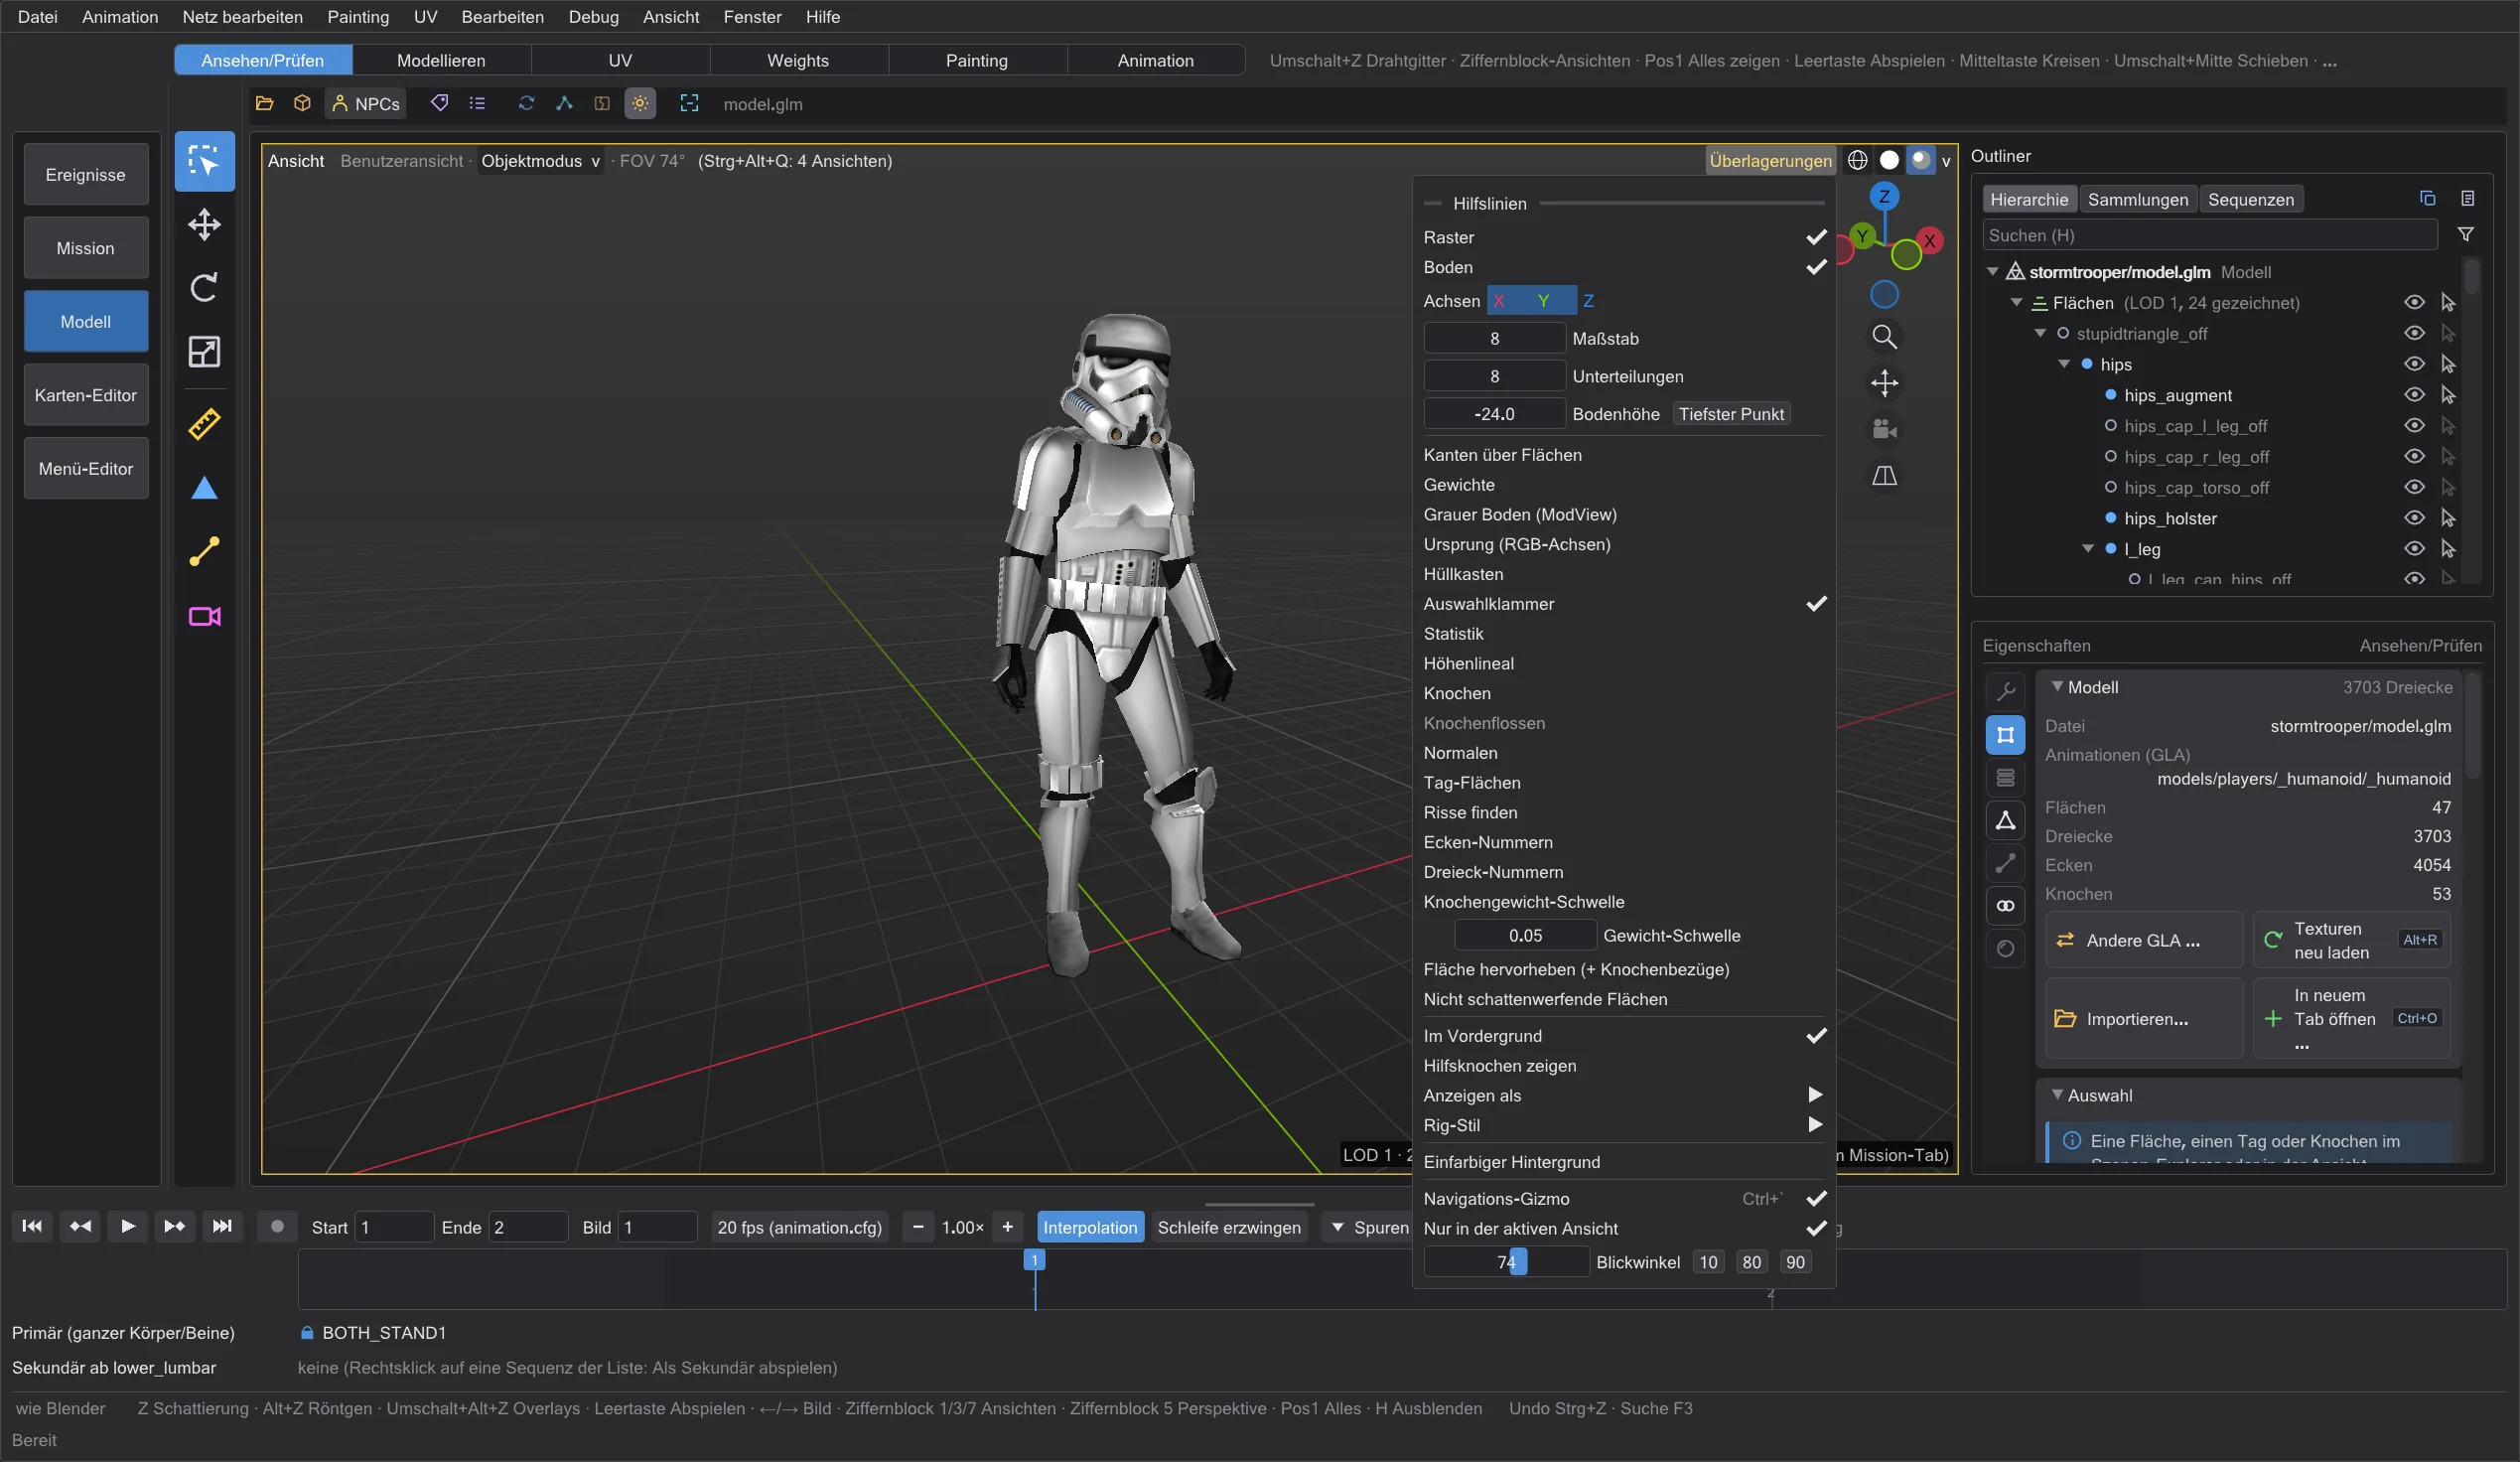 Datei Animation Netz bearbeiten Painting UV Bearbeiten Debug Ansicht Fenster Hilfe
Ansehen/Prüfen Modellieren UV Weights Painting Animation Umschalt+Z Drahtgitter · Ziffernblock-Ansichten · Pos1 Alles zeigen · Leertaste Abspielen · Mitteltaste Kreisen · Umschalt+Mitte Schieben · ...
NPCs model.glm
Ereignisse
Mission
Modell
Karten-Editor
Menü-Editor
Ansicht Benutzeransicht · Objektmodus v · FOV 74° (Strg+Alt+Q: 4 Ansichten) Überlagerungen v
Z
Y
X
Hilfslinien
Raster
Boden
Achsen X Y Z
8 Maßstab
8 Unterteilungen
-24.0 Bodenhöhe Tiefster Punkt
Kanten über Flächen
Gewichte
Grauer Boden (ModView)
Ursprung (RGB-Achsen)
Hüllkasten
Auswahlklammer
Statistik
Höhenlineal
Knochen
Knochenflossen
Normalen
Tag-Flächen
Risse finden
Ecken-Nummern
Dreieck-Nummern
Knochengewicht-Schwelle
0.05 Gewicht-Schwelle
Fläche hervorheben (+ Knochenbezüge)
Nicht schattenwerfende Flächen
Im Vordergrund
Hilfsknochen zeigen
Anzeigen als
Rig-Stil
Einfarbiger Hintergrund
Navigations-Gizmo Ctrl+`
Nur in der aktiven Ansicht
74 Blickwinkel 10 80 90
LOD 1 · Mission-Tab)
Outliner
Hierarchie Sammlungen Sequenzen
Suchen (H)
stormtrooper/model.glm Modell
Flächen (LOD 1, 24 gezeichnet)
stupidtriangle_off
hips
hips_augment
hips_cap_l_leg_off
hips_cap_r_leg_off
hips_cap_torso_off
hips_holster
l_leg
l_leg_cap_hips_off
Eigenschaften Ansehen/Prüfen
Modell 3703 Dreiecke
Datei stormtrooper/model.glm
Animationen (GLA)
models/players/_humanoid/_humanoid
Flächen 47
Dreiecke 3703
Ecken 4054
Knochen 53
Andere GLA ...
Texturen neu laden Alt+R
Importieren...
In neuem Tab öffnen ... Ctrl+O
Auswahl
Eine Fläche, einen Tag oder Knochen im
Start 1 Ende 2 Bild 1 20 fps (animation.cfg) − 1.00× + Interpolation Schleife erzwingen Spuren
1
2
Primär (ganzer Körper/Beine) BOTH_STAND1
Sekundär ab lower_lumbar keine (Rechtsklick auf eine Sequenz der Liste: Als Sekundär abspielen)
wie Blender Z Schattierung · Alt+Z Röntgen · Umschalt+Alt+Z Overlays · Leertaste Abspielen · ←/→ Bild · Ziffernblock 1/3/7 Ansichten · Ziffernblock 5 Perspektive · Pos1 Alles · H Ausblenden Undo Strg+Z · Suche F3
Bereit